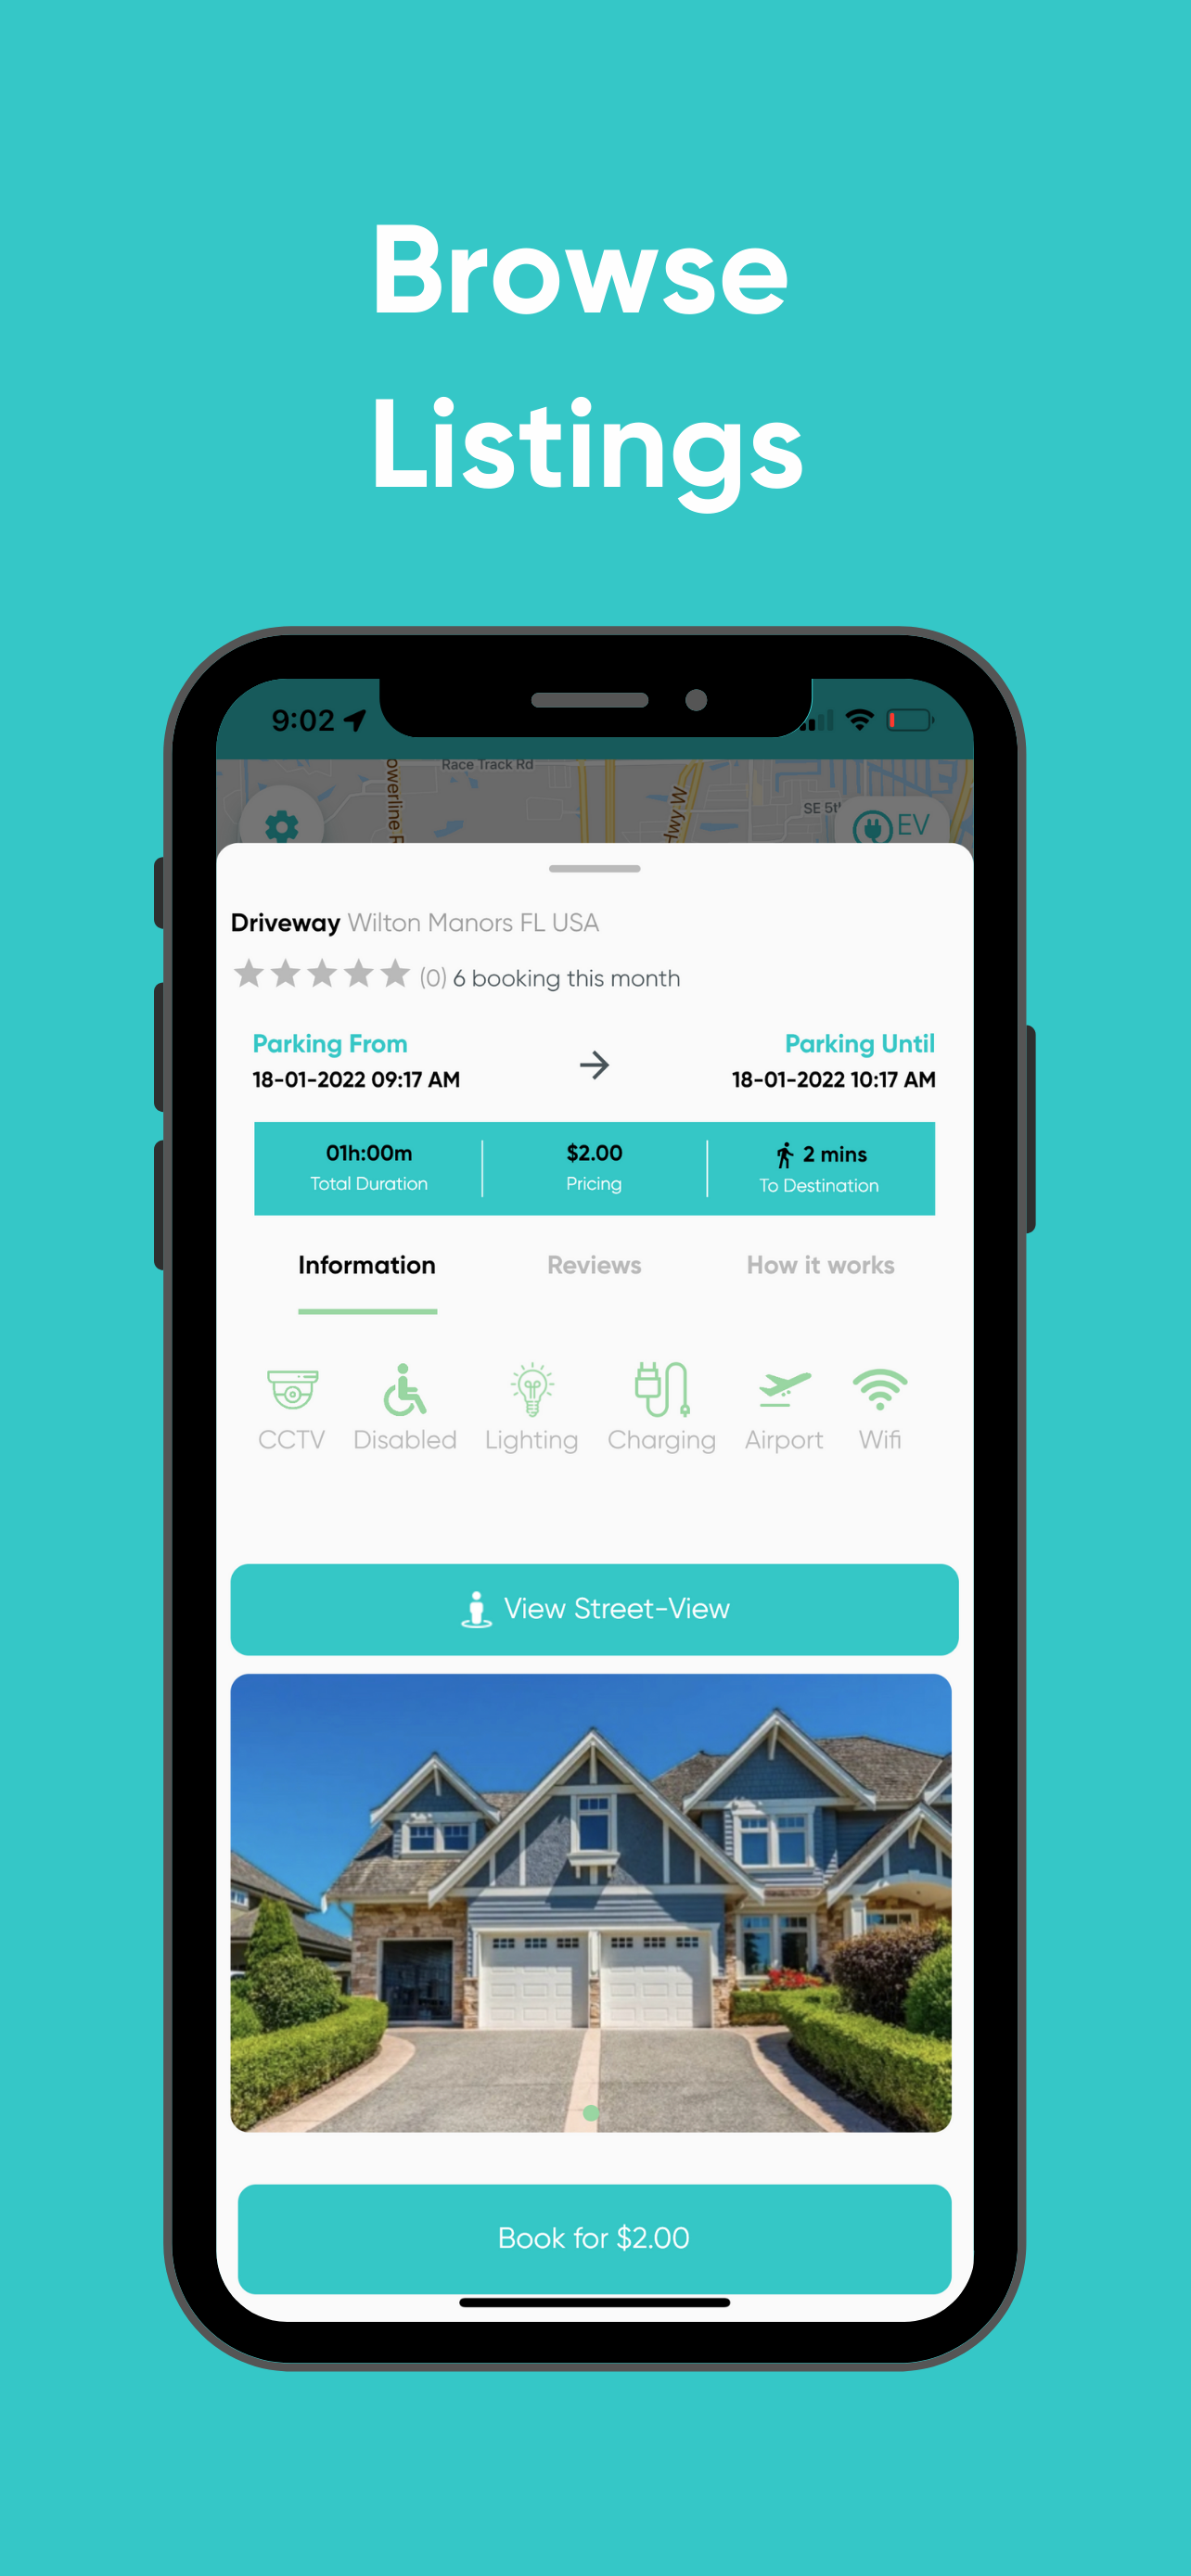 Browse
Listings
9:02
Race Track Rd
SE 5t
Hwy W
EV
Driveway Wilton Manors FL USA
(0) 6 booking this month
Parking From
Parking Until
18-01-2022 09:17 AM
18-01-2022 10:17 AM
01h:00m
$2.00
2 mins
Total Duration
Pricing
To Destination
Information
Reviews
How it works
CCTV
Disabled
Lighting
Charging
Airport
Wifi
View Street-View
Book for $2.00